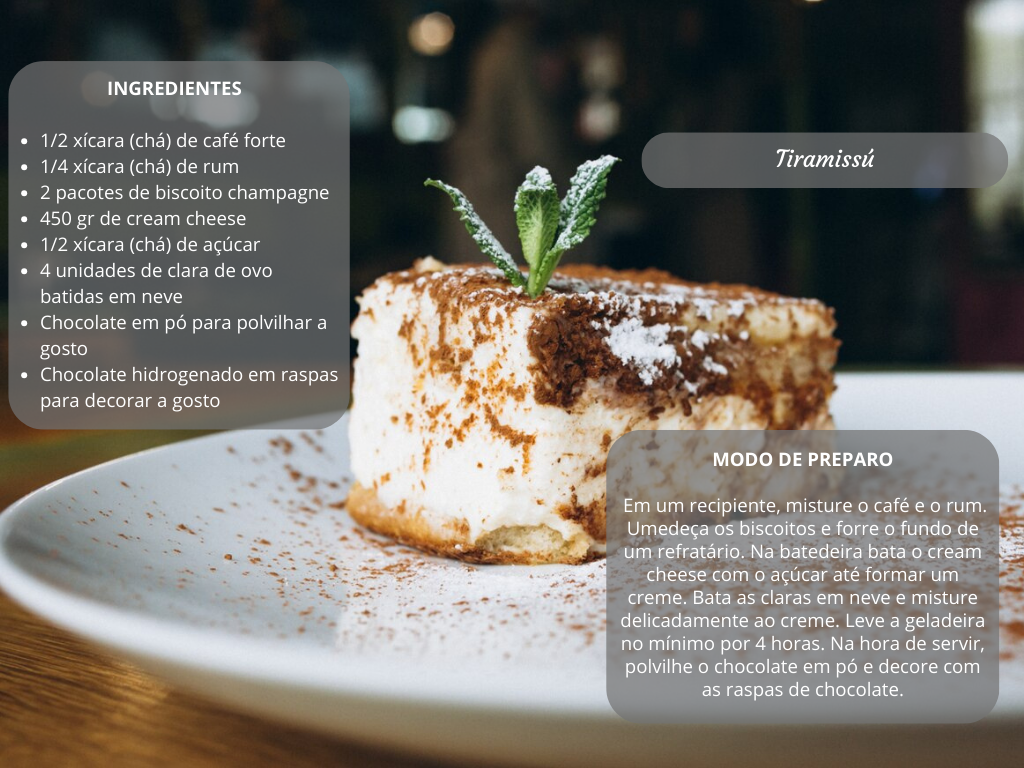 INGREDIENTES
1/2 xícara (chá) de café forte
1/4 xícara (chá) de rum
2 pacotes de biscoito champagne
450 gr de cream cheese
1/2 xícara (chá) de açúcar
4 unidades de clara de ovo
batidas em neve
Chocolate em pó para polvilhar a
gosto
Chocolate hidrogenado em raspas
para decorar a gosto
Tiramissú
MODO DE PREPARO
Em um recipiente, misture o café e o rum.
Umedeça os biscoitos e forre o fundo de
um refratário. Na batedeira bata o cream
cheese com o açúcar até formar um
creme. Bata as claras em neve e misture
delicadamente ao creme. Leve a geladeira
no mínimo por 4 horas. Na hora de servir,
polvilhe o chocolate em pó e decore com
as raspas de chocolate.